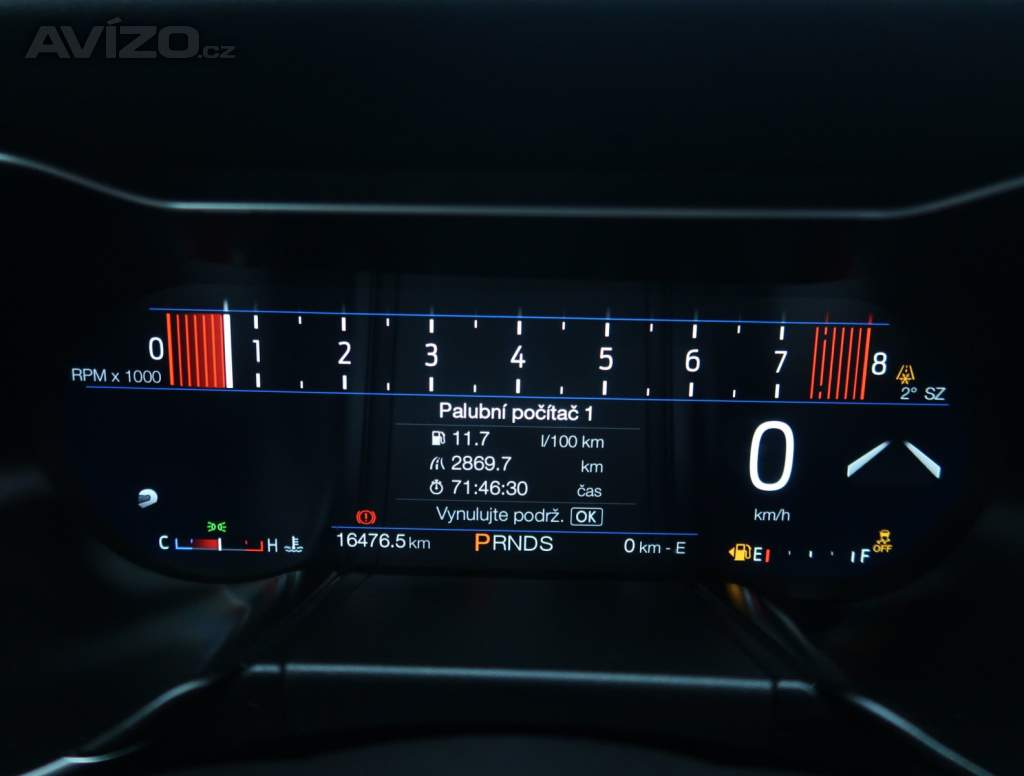 AVÍZO.cz
0 1 2 3 4 5 6 7 8
RPM x 1000
2° SZ
Palubní počítač 1
11.7 l/100 km
2869.7 km
71:46:30 čas
Vynulujte podrž. OK
0
km/h
C H
16476.5 km PRNDS 0 km - E
E F
OFF